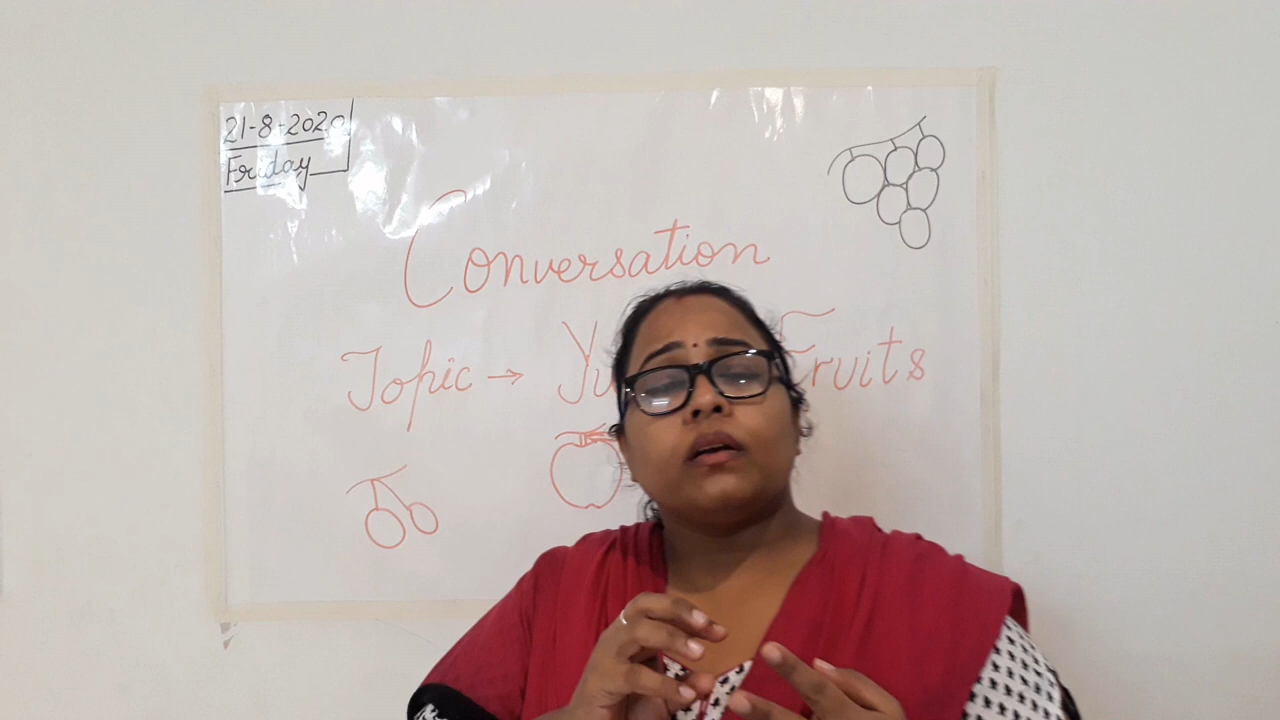 21-8-2020
Friday
Conversation
Topic → Fruits